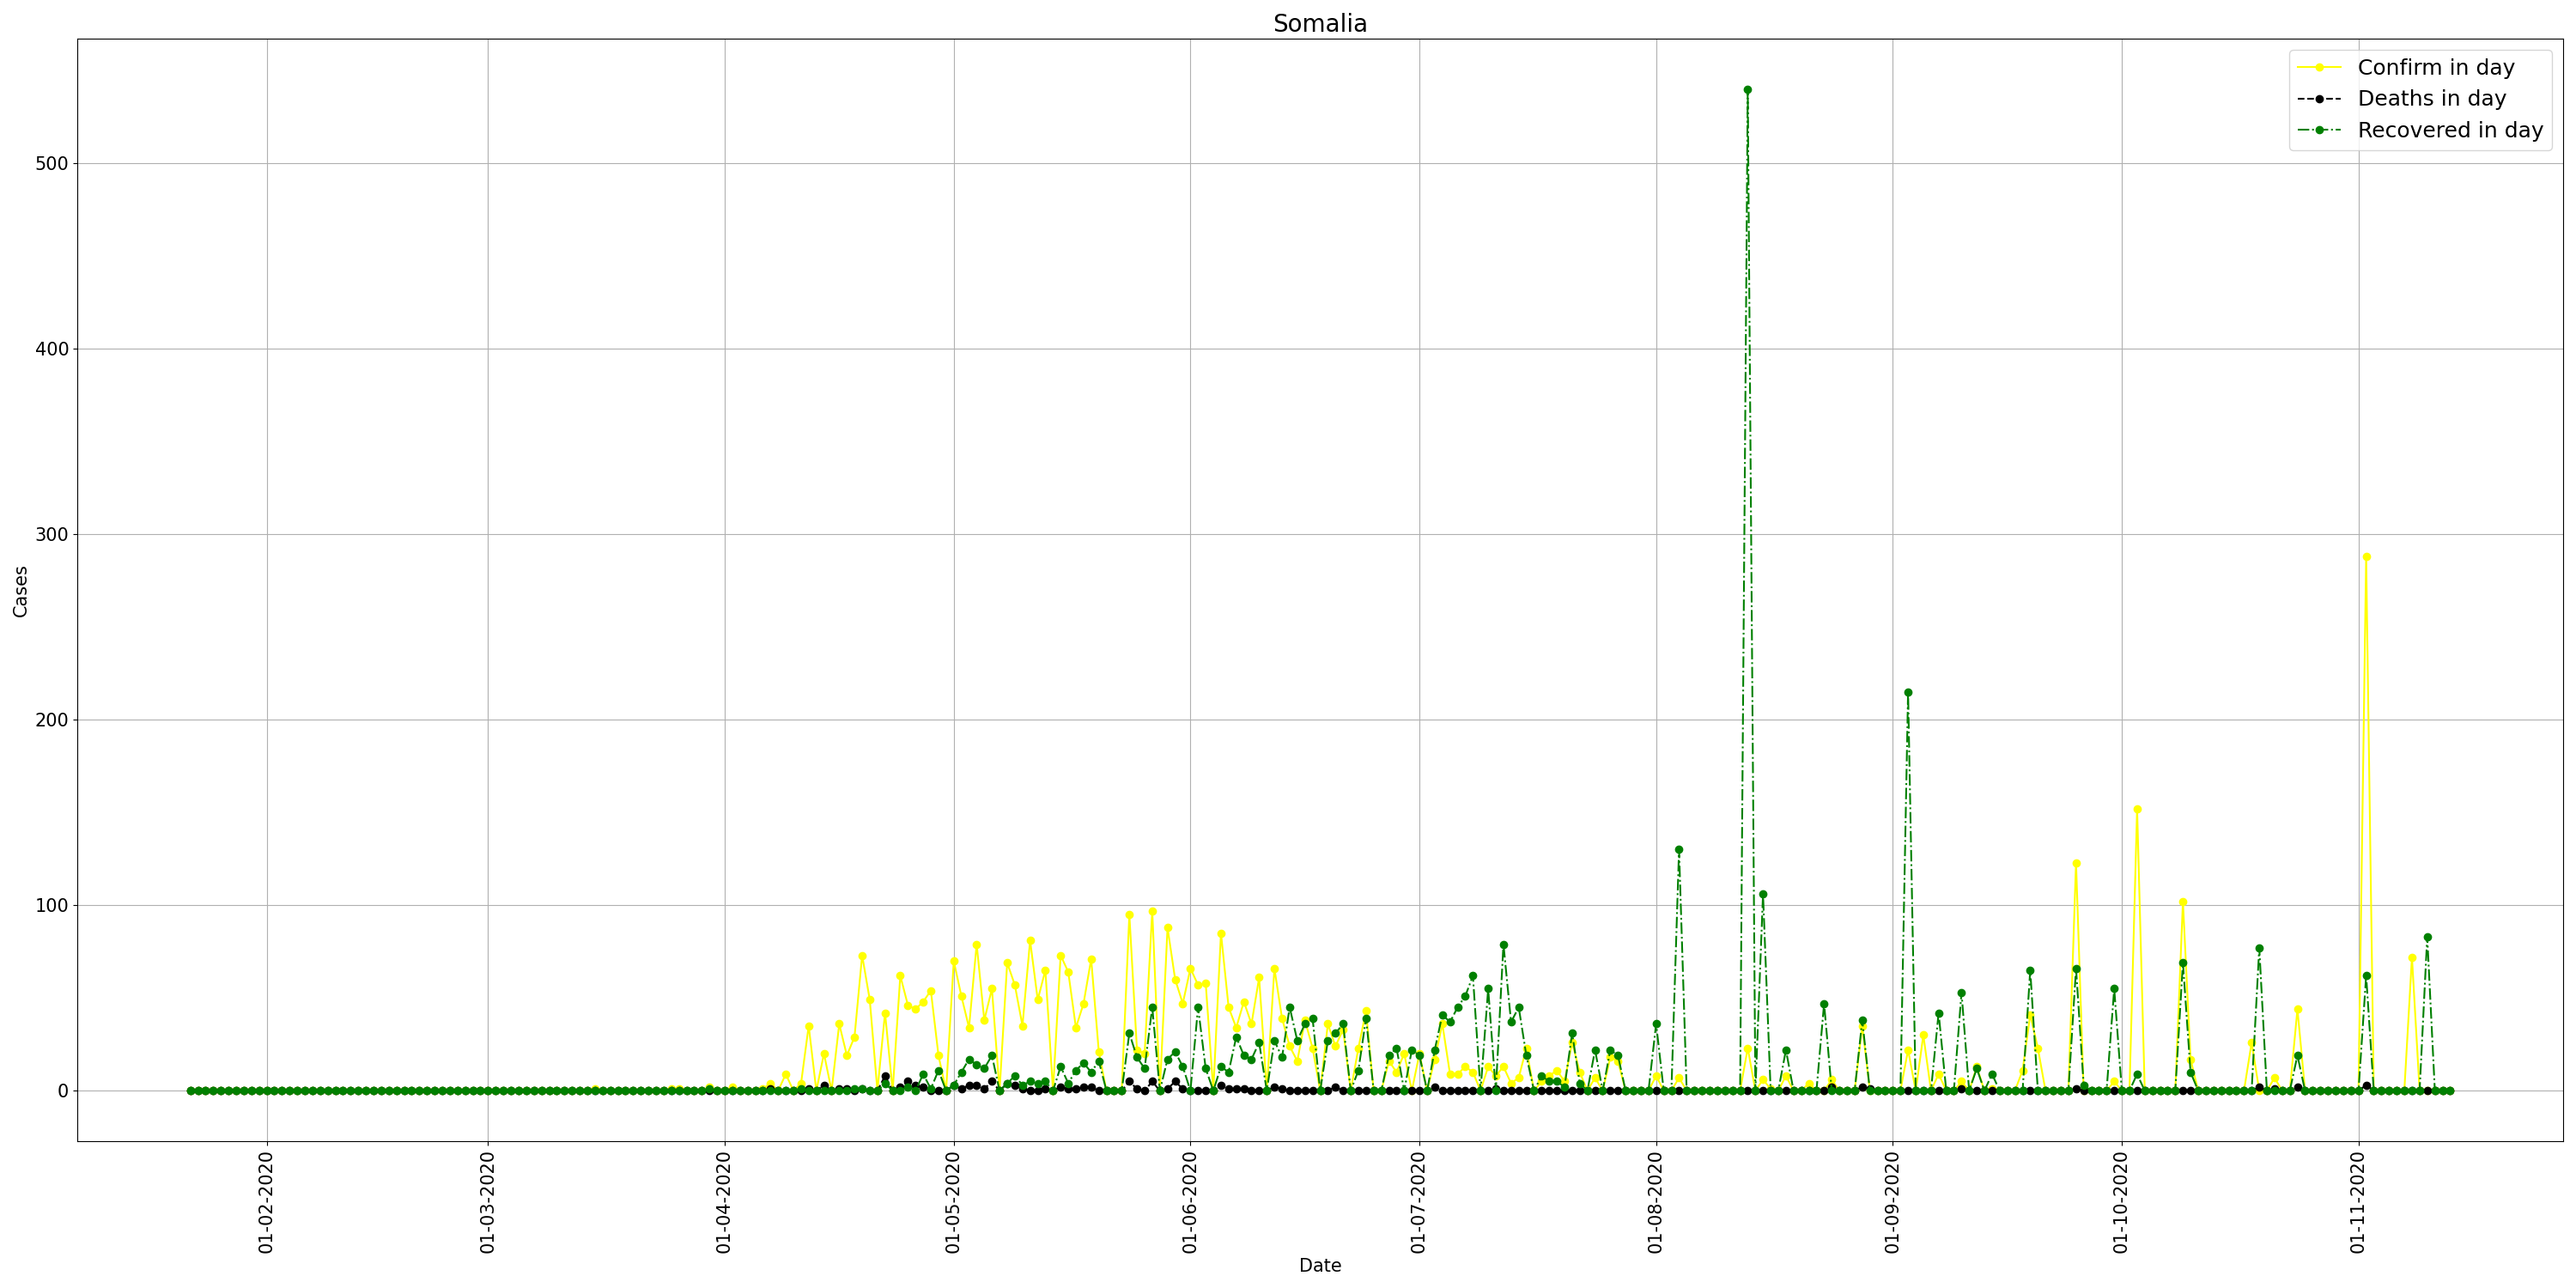 Somalia
Confirm in day
Deaths in day
Recovered in day
500
400
300
200
100
0
Cases
01-02-2020
01-03-2020
01-04-2020
01-05-2020
01-06-2020
01-07-2020
01-08-2020
01-09-2020
01-10-2020
01-11-2020
Date